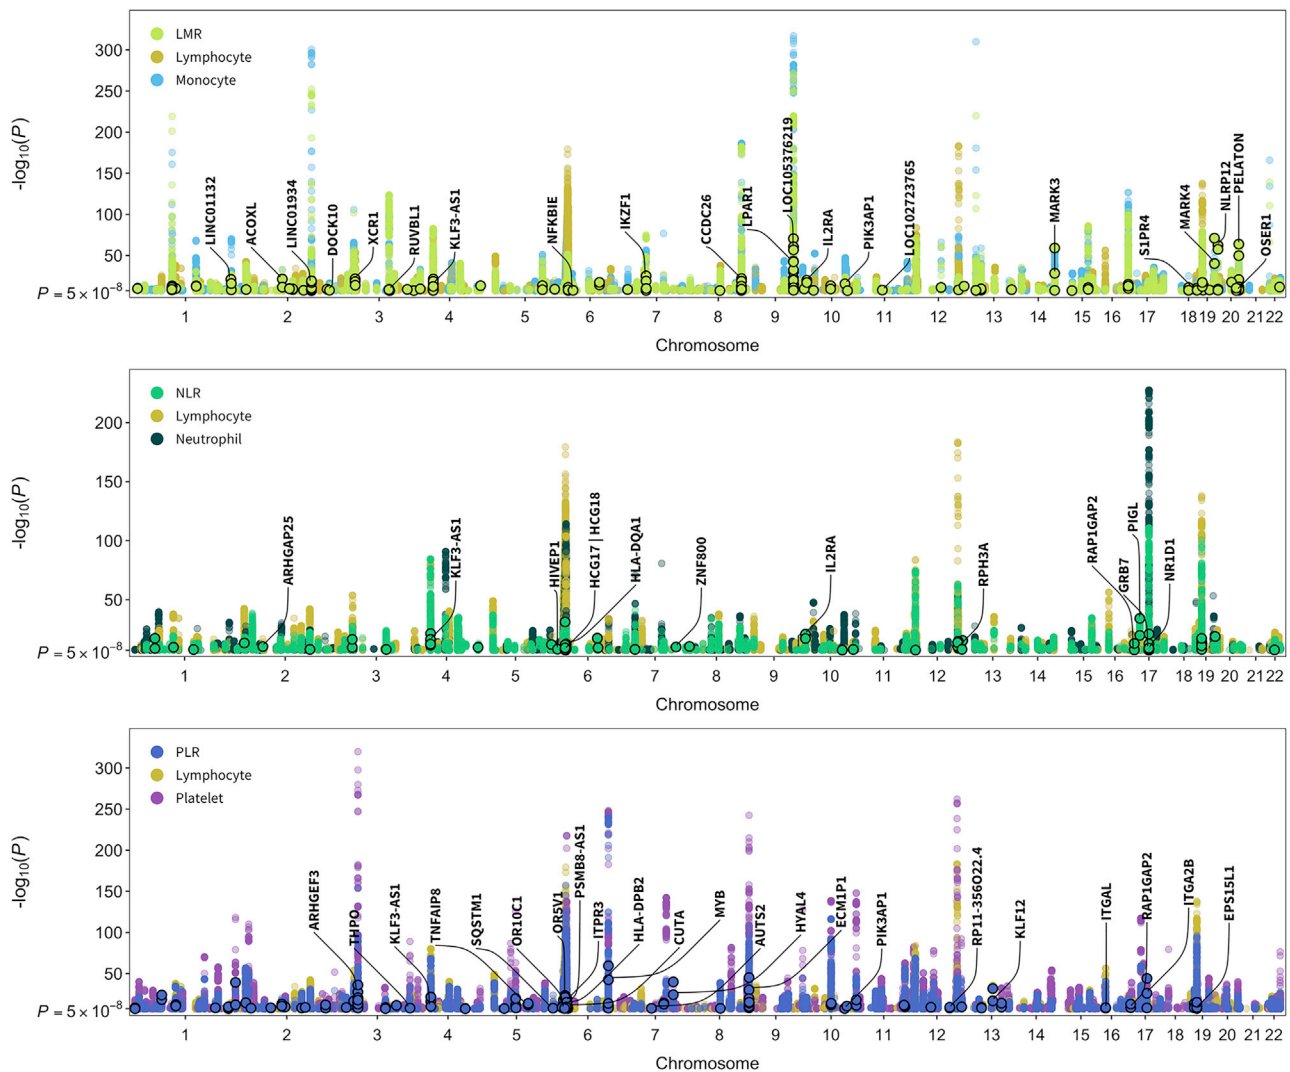 LMR
Lymphocyte
Monocyte
-log10(P)
300
250
200
150
100
50
P = 5 × 10⁻⁸
LINC01132
ACOXL
LINC01934
DOCK10
XCR1
RUVBL1
KLF3-AS1
NFKBIE
IKZF1
CCDC26
LPAR1
LOC105376219
IL2RA
PIK3AP1
LOC102723765
MARK3
S1PR4
MARK4
NLRP12
PELATON
OSER1
1 2 3 4 5 6 7 8 9 10 11 12 13 14 15 16 17 18 19 20 21 22
Chromosome
NLR
Lymphocyte
Neutrophil
-log10(P)
200
150
100
50
P = 5 × 10⁻⁸
ARHGAP25
KLF3-AS1
HIVEP1
HCG17 | HCG18
HLA-DQA1
ZNF800
IL2RA
RPH3A
RAP1GAP2
GRB7
PIGL
NR1D1
1 2 3 4 5 6 7 8 9 10 11 12 13 14 15 16 17 18 19 20 21 22
Chromosome
PLR
Lymphocyte
Platelet
-log10(P)
300
250
200
150
100
50
P = 5 × 10⁻⁸
ARHGEF3
THPO
KLF3-AS1
TNFAIP8
SQSTM1
OR10C1
OR5V1
PSMB8-AS1
ITPR3
HLA-DPB2
CUTA
MYB
AUTS2
HYAL4
ECM1P1
PIK3AP1
RP11-356O22.4
KLF12
ITGAL
RAP1GAP2
ITGA2B
EPS15L1
1 2 3 4 5 6 7 8 9 10 11 12 13 14 15 16 17 18 19 20 21 22
Chromosome